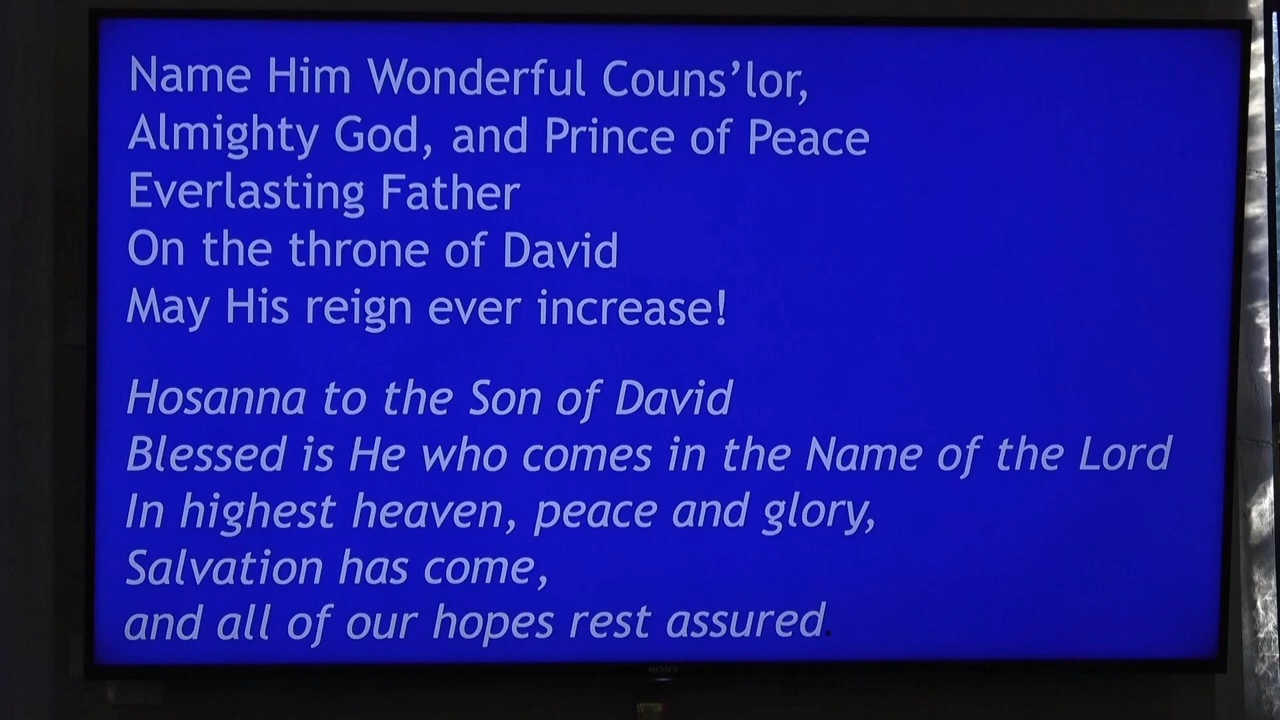 Name Him Wonderful Couns’lor,
Almighty God, and Prince of Peace
Everlasting Father
On the throne of David
May His reign ever increase!
Hosanna to the Son of David
Blessed is He who comes in the Name of the Lord
In highest heaven, peace and glory,
Salvation has come,
and all of our hopes rest assured.
SONY